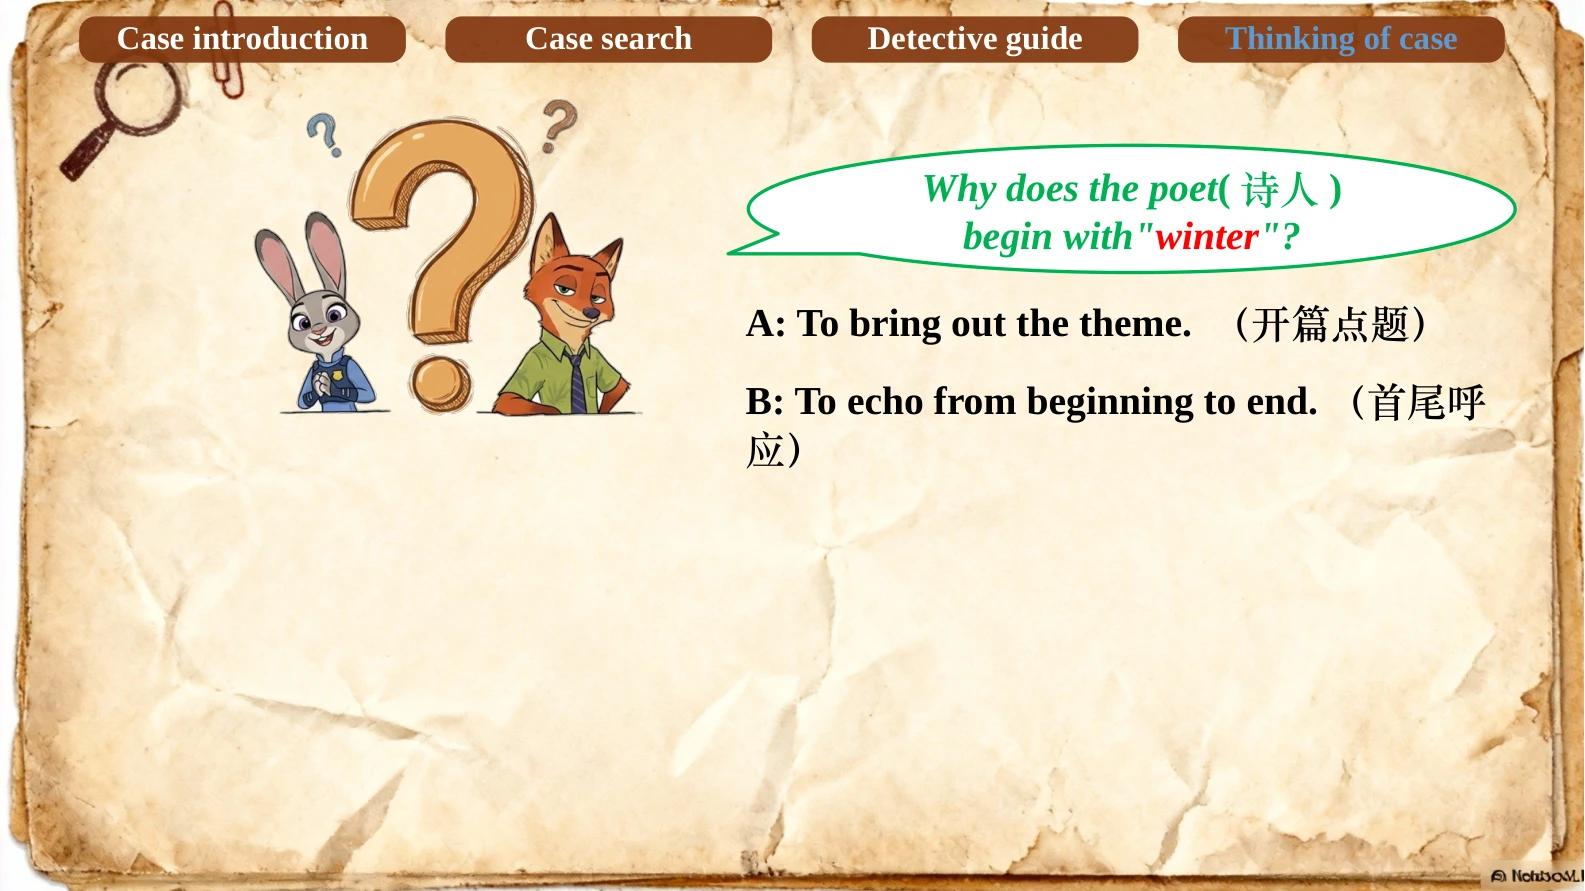 Case introduction
Case search
Detective guide
Thinking of case
Why does the poet( 诗人 )
begin with"winter"?
A: To bring out the theme. （开篇点题）
B: To echo from beginning to end. （首尾呼
应）